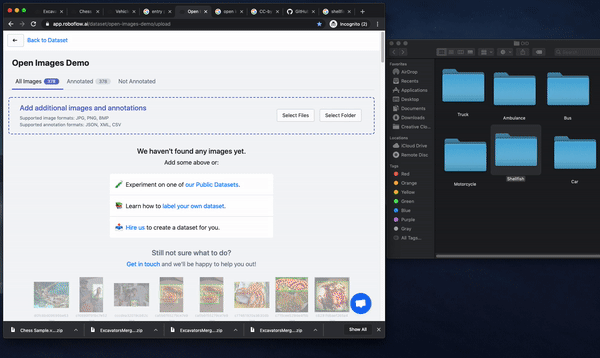 Excavat
Chess
Vehicl
entry
Open
open
CC-by
GitHu
shellfi
app.roboflow.ai/dataset/open-images-demo/upload
Incognito (2)
Back to Dataset
Open Images Demo
All Images 378 Annotated 378 Not Annotated
Add additional images and annotations
Supported image formats: JPG, PNG, BMP
Supported annotation formats: JSON, XML, CSV
Select Files
Select Folder
We haven't found any images yet.
Add some above or:
Experiment on one of our Public Datasets.
Learn how to label your own dataset.
Hire us to create a dataset for you.
Still not sure what to do?
Get in touch and we'll be happy to help you out!
Chess Sample.v....zip
ExcavatorsMerg....zip
ExcavatorsMerg....zip
ExcavatorsMerg....zip
Show All
Search
Favorites
AirDrop
Recents
Applications
Desktop
Documents
Downloads
Creative Clo...
Locations
iCloud Drive
Remote Disc
Tags
Red
Orange
Yellow
Green
Blue
Purple
Gray
All Tags...
Truck
Ambulance
Bus
Motorcycle
Shellfish
Car